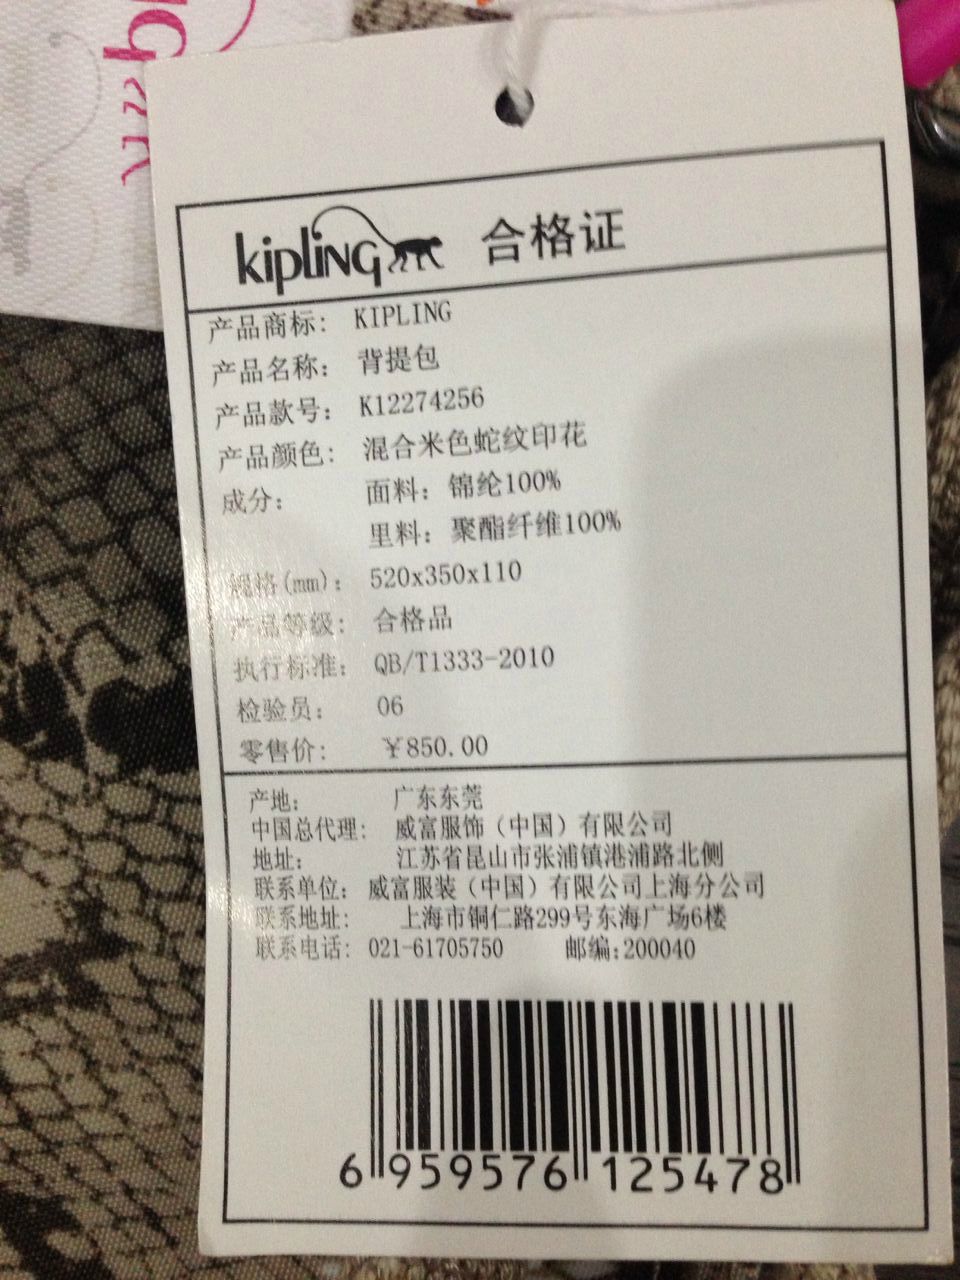 kipling 合格证
产品商标: KIPLING
产品名称: 背提包
产品款号: K12274256
产品颜色: 混合米色蛇纹印花
成分: 面料: 锦纶100%
里料: 聚酯纤维100%
规格(mm): 520x350x110
产品等级: 合格品
执行标准: QB/T1333-2010
检验员: 06
零售价: ¥850.00
产地: 广东东莞
中国总代理: 威富服饰（中国）有限公司
地址: 江苏省昆山市张浦镇港浦路北侧
联系单位: 威富服装（中国）有限公司上海分公司
联系地址: 上海市铜仁路299号东海广场6楼
联系电话: 021-61705750 邮编:200040
6 959576 125478